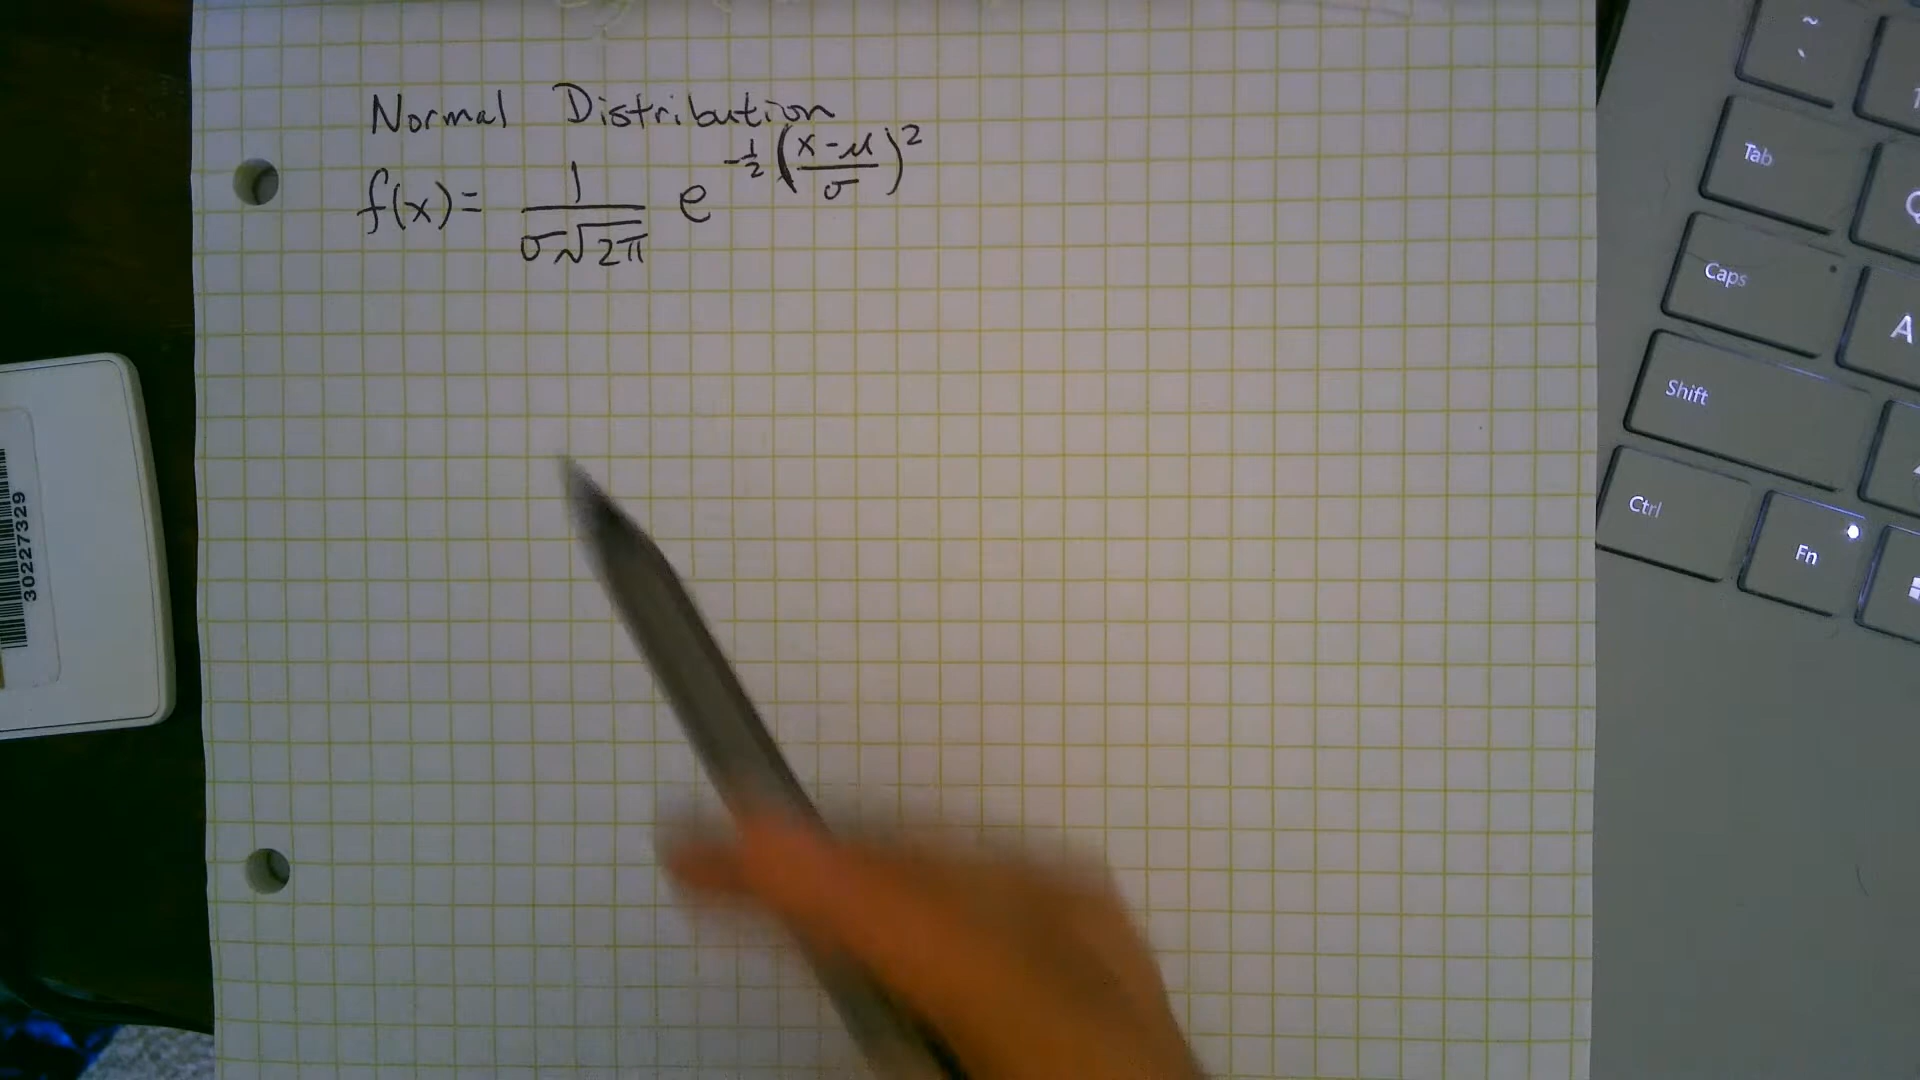 Normal Distribution
f(x) = 1/(σ√2π) e^(-1/2 ((x-μ)/σ)^2)
30227329
~
`
Tab
Caps
A
Shift
Ctrl
Fn